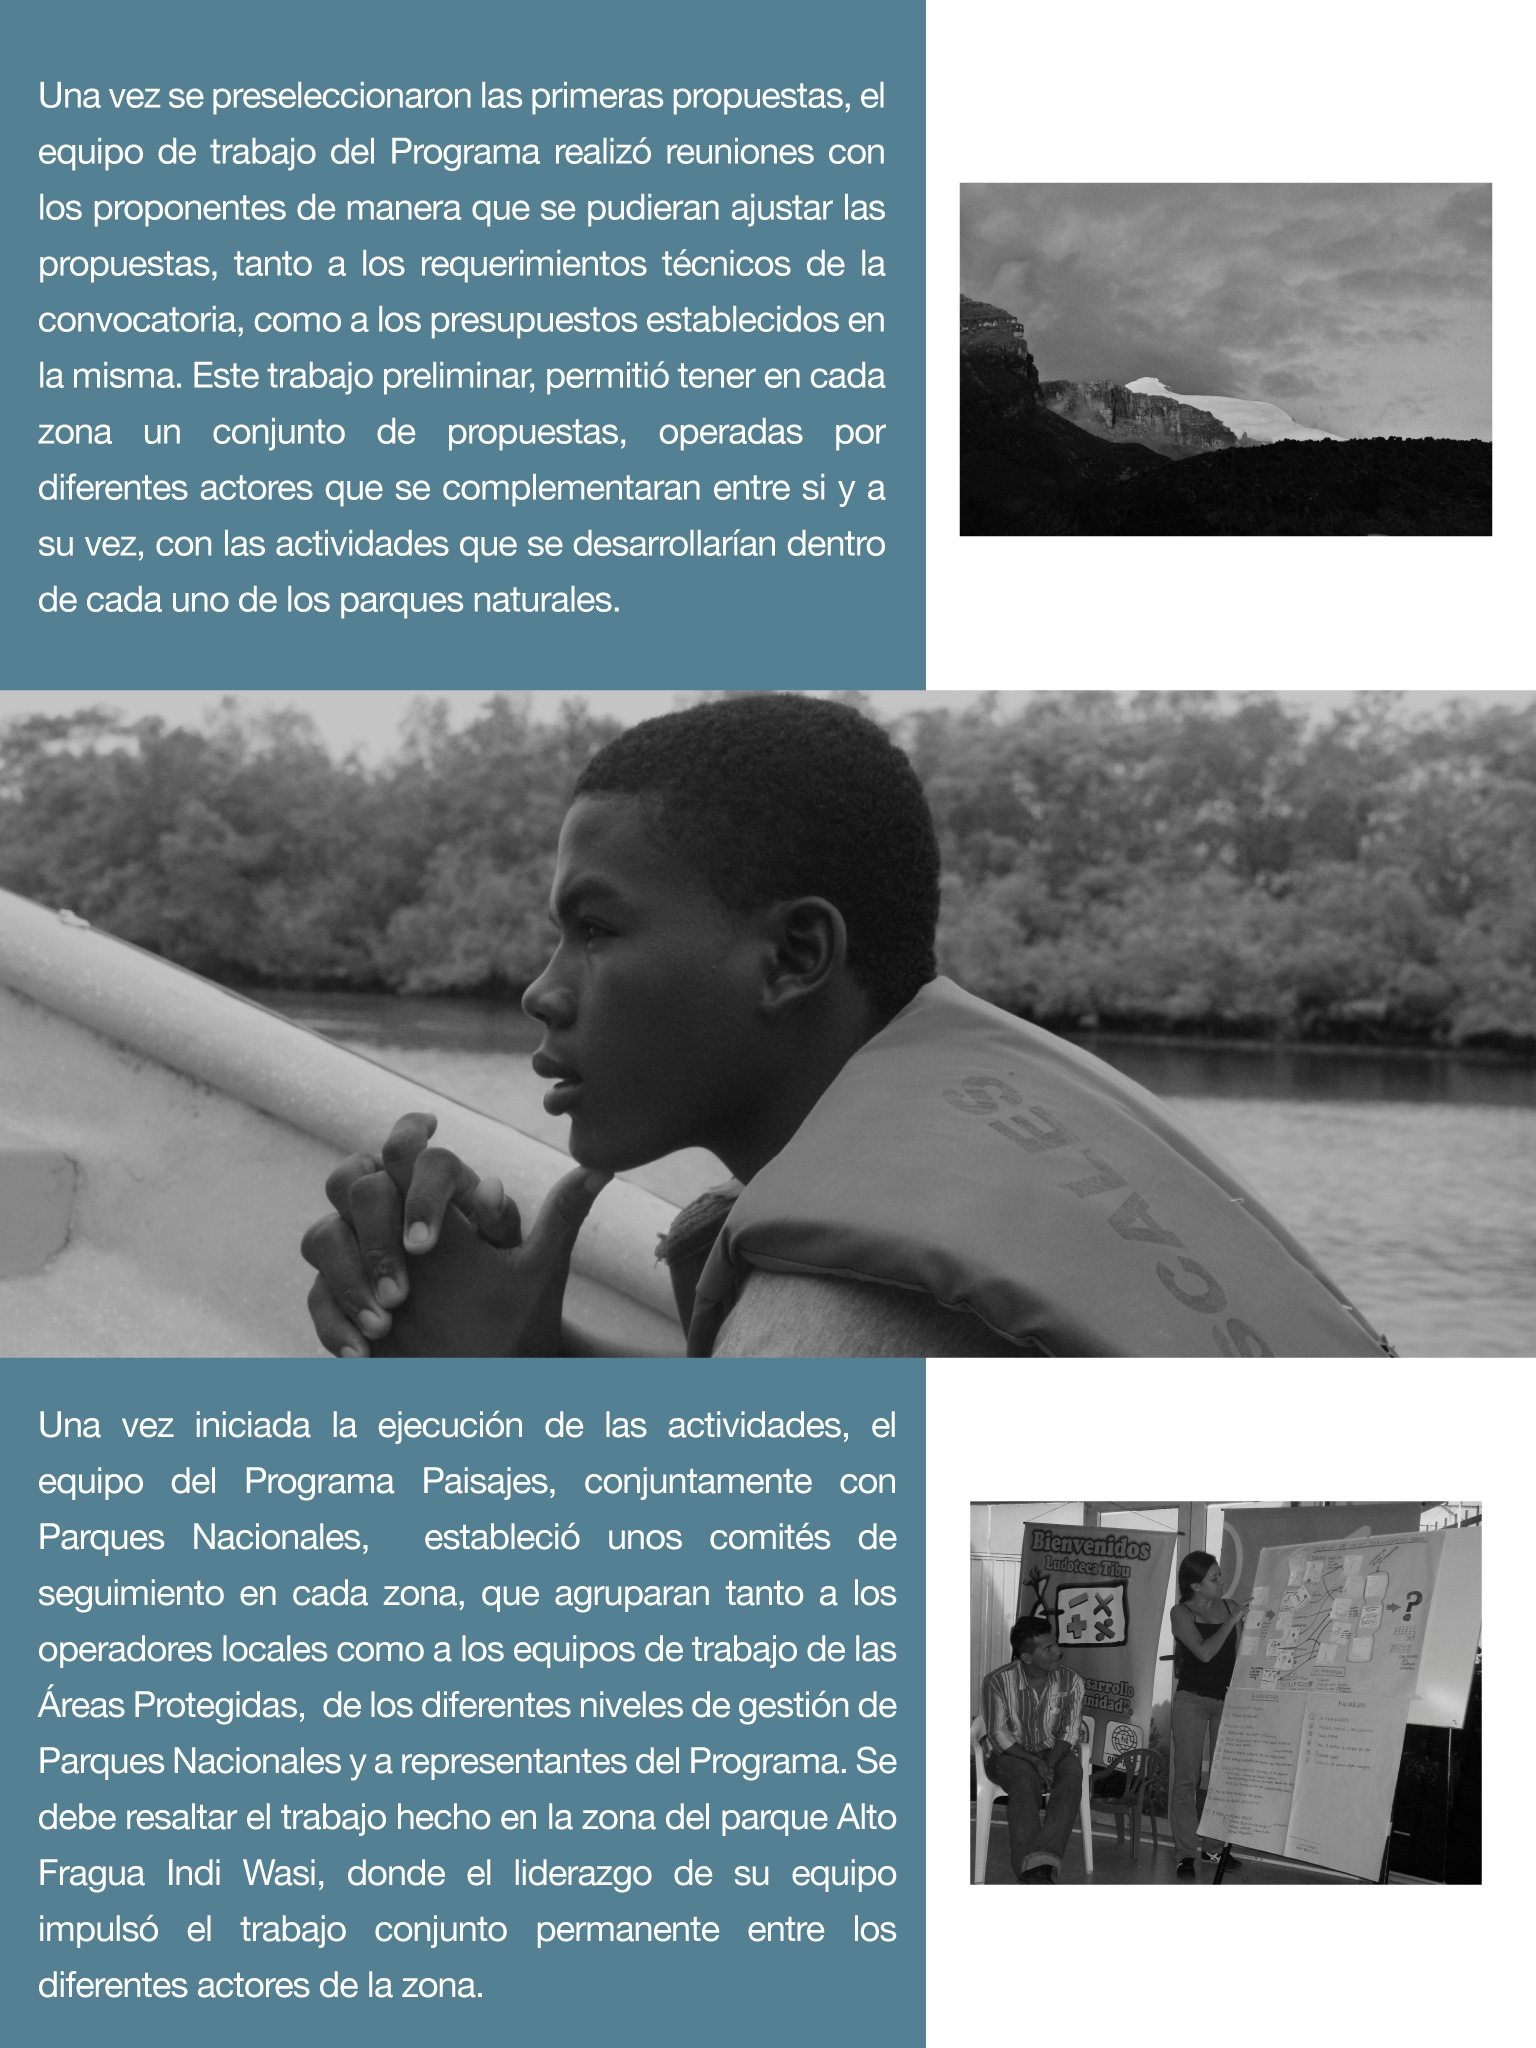 Una vez se preseleccionaron las primeras propuestas, el
equipo de trabajo del Programa realizó reuniones con
los proponentes de manera que se pudieran ajustar las
propuestas, tanto a los requerimientos técnicos de la
convocatoria, como a los presupuestos establecidos en
la misma. Este trabajo preliminar, permitió tener en cada
zona un conjunto de propuestas, operadas por
diferentes actores que se complementaran entre si y a
su vez, con las actividades que se desarrollarían dentro
de cada uno de los parques naturales.
SCALES
Una vez iniciada la ejecución de las actividades, el
equipo del Programa Paisajes, conjuntamente con
Parques Nacionales, estableció unos comités de
seguimiento en cada zona, que agruparan tanto a los
operadores locales como a los equipos de trabajo de las
Áreas Protegidas, de los diferentes niveles de gestión de
Parques Nacionales y a representantes del Programa. Se
debe resaltar el trabajo hecho en la zona del parque Alto
Fragua Indi Wasi, donde el liderazgo de su equipo
impulsó el trabajo conjunto permanente entre los
diferentes actores de la zona.
Bienvenidos
Ludoteca Tibu
sarrollo
nidad".
?